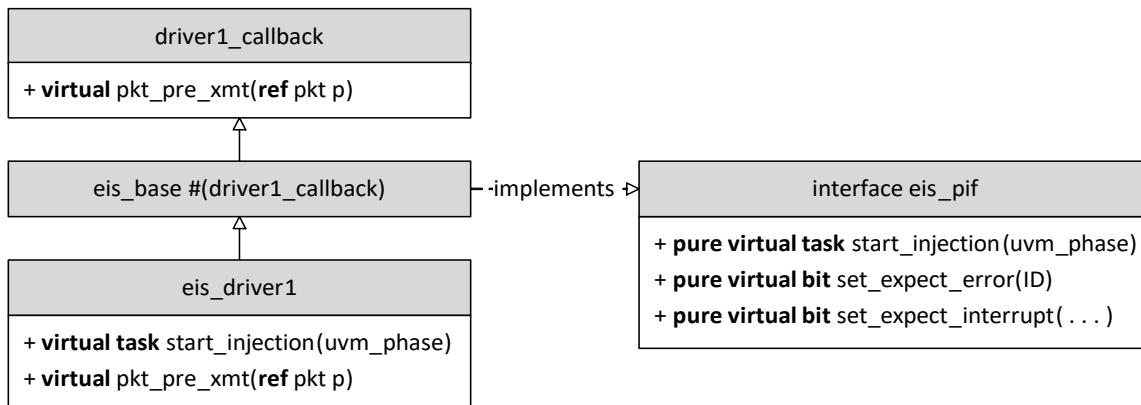 driver1_callback
+ virtual pkt_pre_xmt(ref pkt p)
eis_base #(driver1_callback)
implements
interface eis_pif
+ pure virtual task start_injection(uvm_phase)
+ pure virtual bit set_expect_error(ID)
+ pure virtual bit set_expect_interrupt( . . . )
eis_driver1
+ virtual task start_injection(uvm_phase)
+ virtual pkt_pre_xmt(ref pkt p)